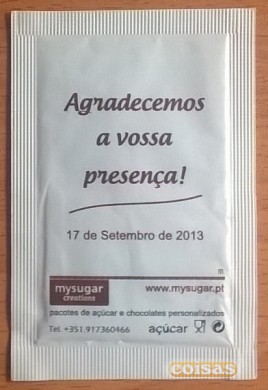 Agradecemos
a vossa
presença!
17 de Setembro de 2013
m
mysugar
creations
www.mysugar.pt
pacotes de açúcar e chocolates personalizados
Tel. +351.917360466 açúcar
coisas